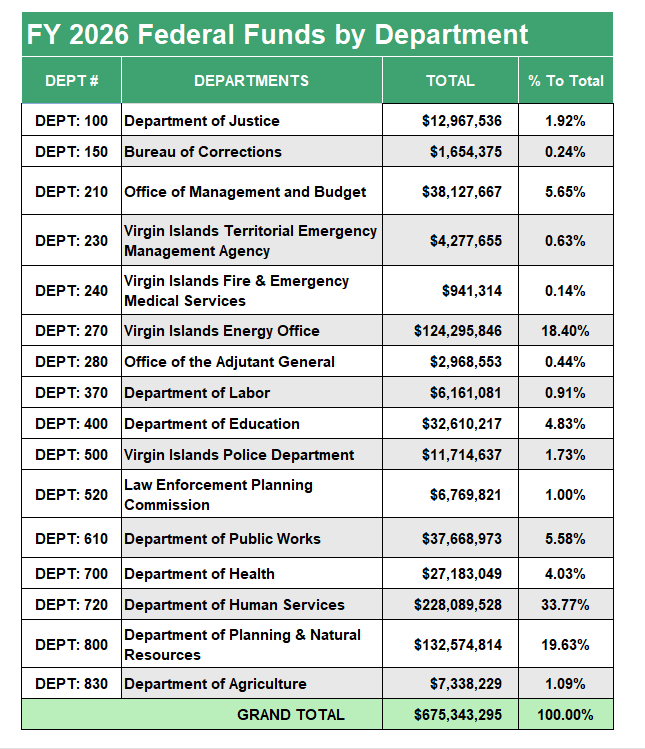 FY 2026 Federal Funds by Department
DEPT # DEPARTMENTS TOTAL % To Total
DEPT: 100 Department of Justice $12,967,536 1.92%
DEPT: 150 Bureau of Corrections $1,654,375 0.24%
DEPT: 210 Office of Management and Budget $38,127,667 5.65%
DEPT: 230 Virgin Islands Territorial Emergency
Management Agency $4,277,655 0.63%
DEPT: 240 Virgin Islands Fire & Emergency
Medical Services $941,314 0.14%
DEPT: 270 Virgin Islands Energy Office $124,295,846 18.40%
DEPT: 280 Office of the Adjutant General $2,968,553 0.44%
DEPT: 370 Department of Labor $6,161,081 0.91%
DEPT: 400 Department of Education $32,610,217 4.83%
DEPT: 500 Virgin Islands Police Department $11,714,637 1.73%
DEPT: 520 Law Enforcement Planning
Commission $6,769,821 1.00%
DEPT: 610 Department of Public Works $37,668,973 5.58%
DEPT: 700 Department of Health $27,183,049 4.03%
DEPT: 720 Department of Human Services $228,089,528 33.77%
DEPT: 800 Department of Planning & Natural
Resources $132,574,814 19.63%
DEPT: 830 Department of Agriculture $7,338,229 1.09%
GRAND TOTAL $675,343,295 100.00%